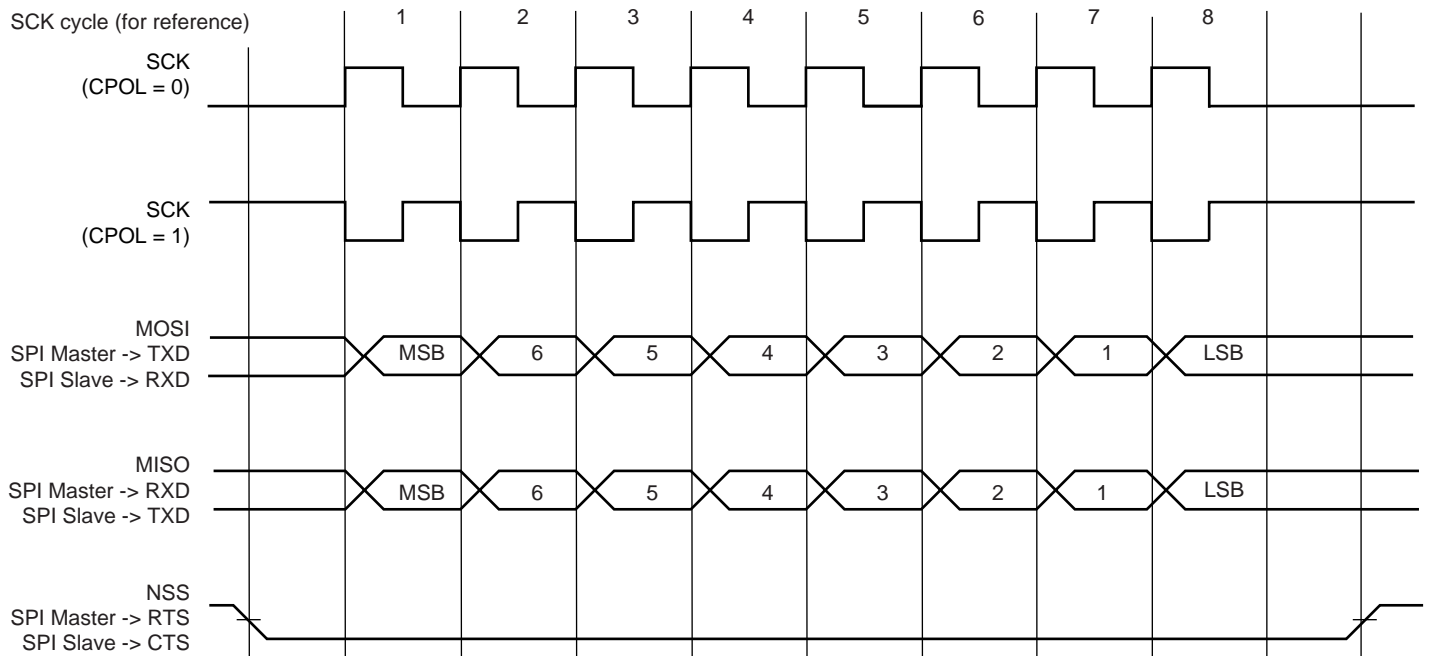 SCK cycle (for reference)
1 2 3 4 5 6 7 8
SCK
(CPOL = 0)
SCK
(CPOL = 1)
MOSI
SPI Master -> TXD
SPI Slave -> RXD
MSB 6 5 4 3 2 1 LSB
MISO
SPI Master -> RXD
SPI Slave -> TXD
MSB 6 5 4 3 2 1 LSB
NSS
SPI Master -> RTS
SPI Slave -> CTS